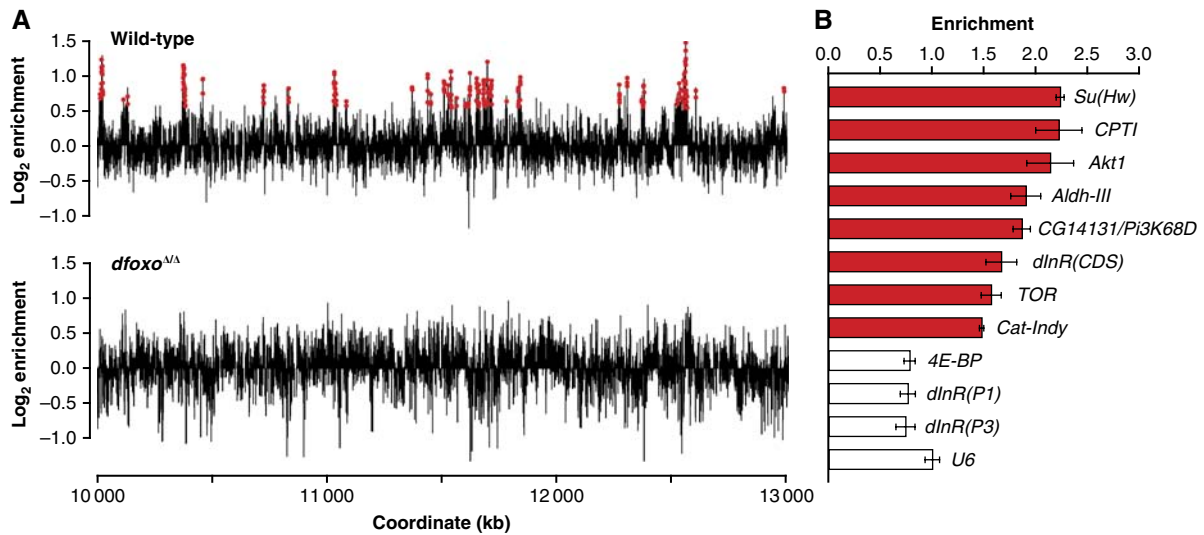 A
Wild-type
Log2 enrichment
1.5
1.0
0.5
0.0
−0.5
−1.0
dfoxoΔ/Δ
Log2 enrichment
1.5
1.0
0.5
0.0
−0.5
−1.0
10 000
11 000
12 000
13 000
Coordinate (kb)
B
Enrichment
0.0 0.5 1.0 1.5 2.0 2.5 3.0
Su(Hw)
CPTI
Akt1
Aldh-III
CG14131/Pi3K68D
dInR(CDS)
TOR
Cat-Indy
4E-BP
dInR(P1)
dInR(P3)
U6